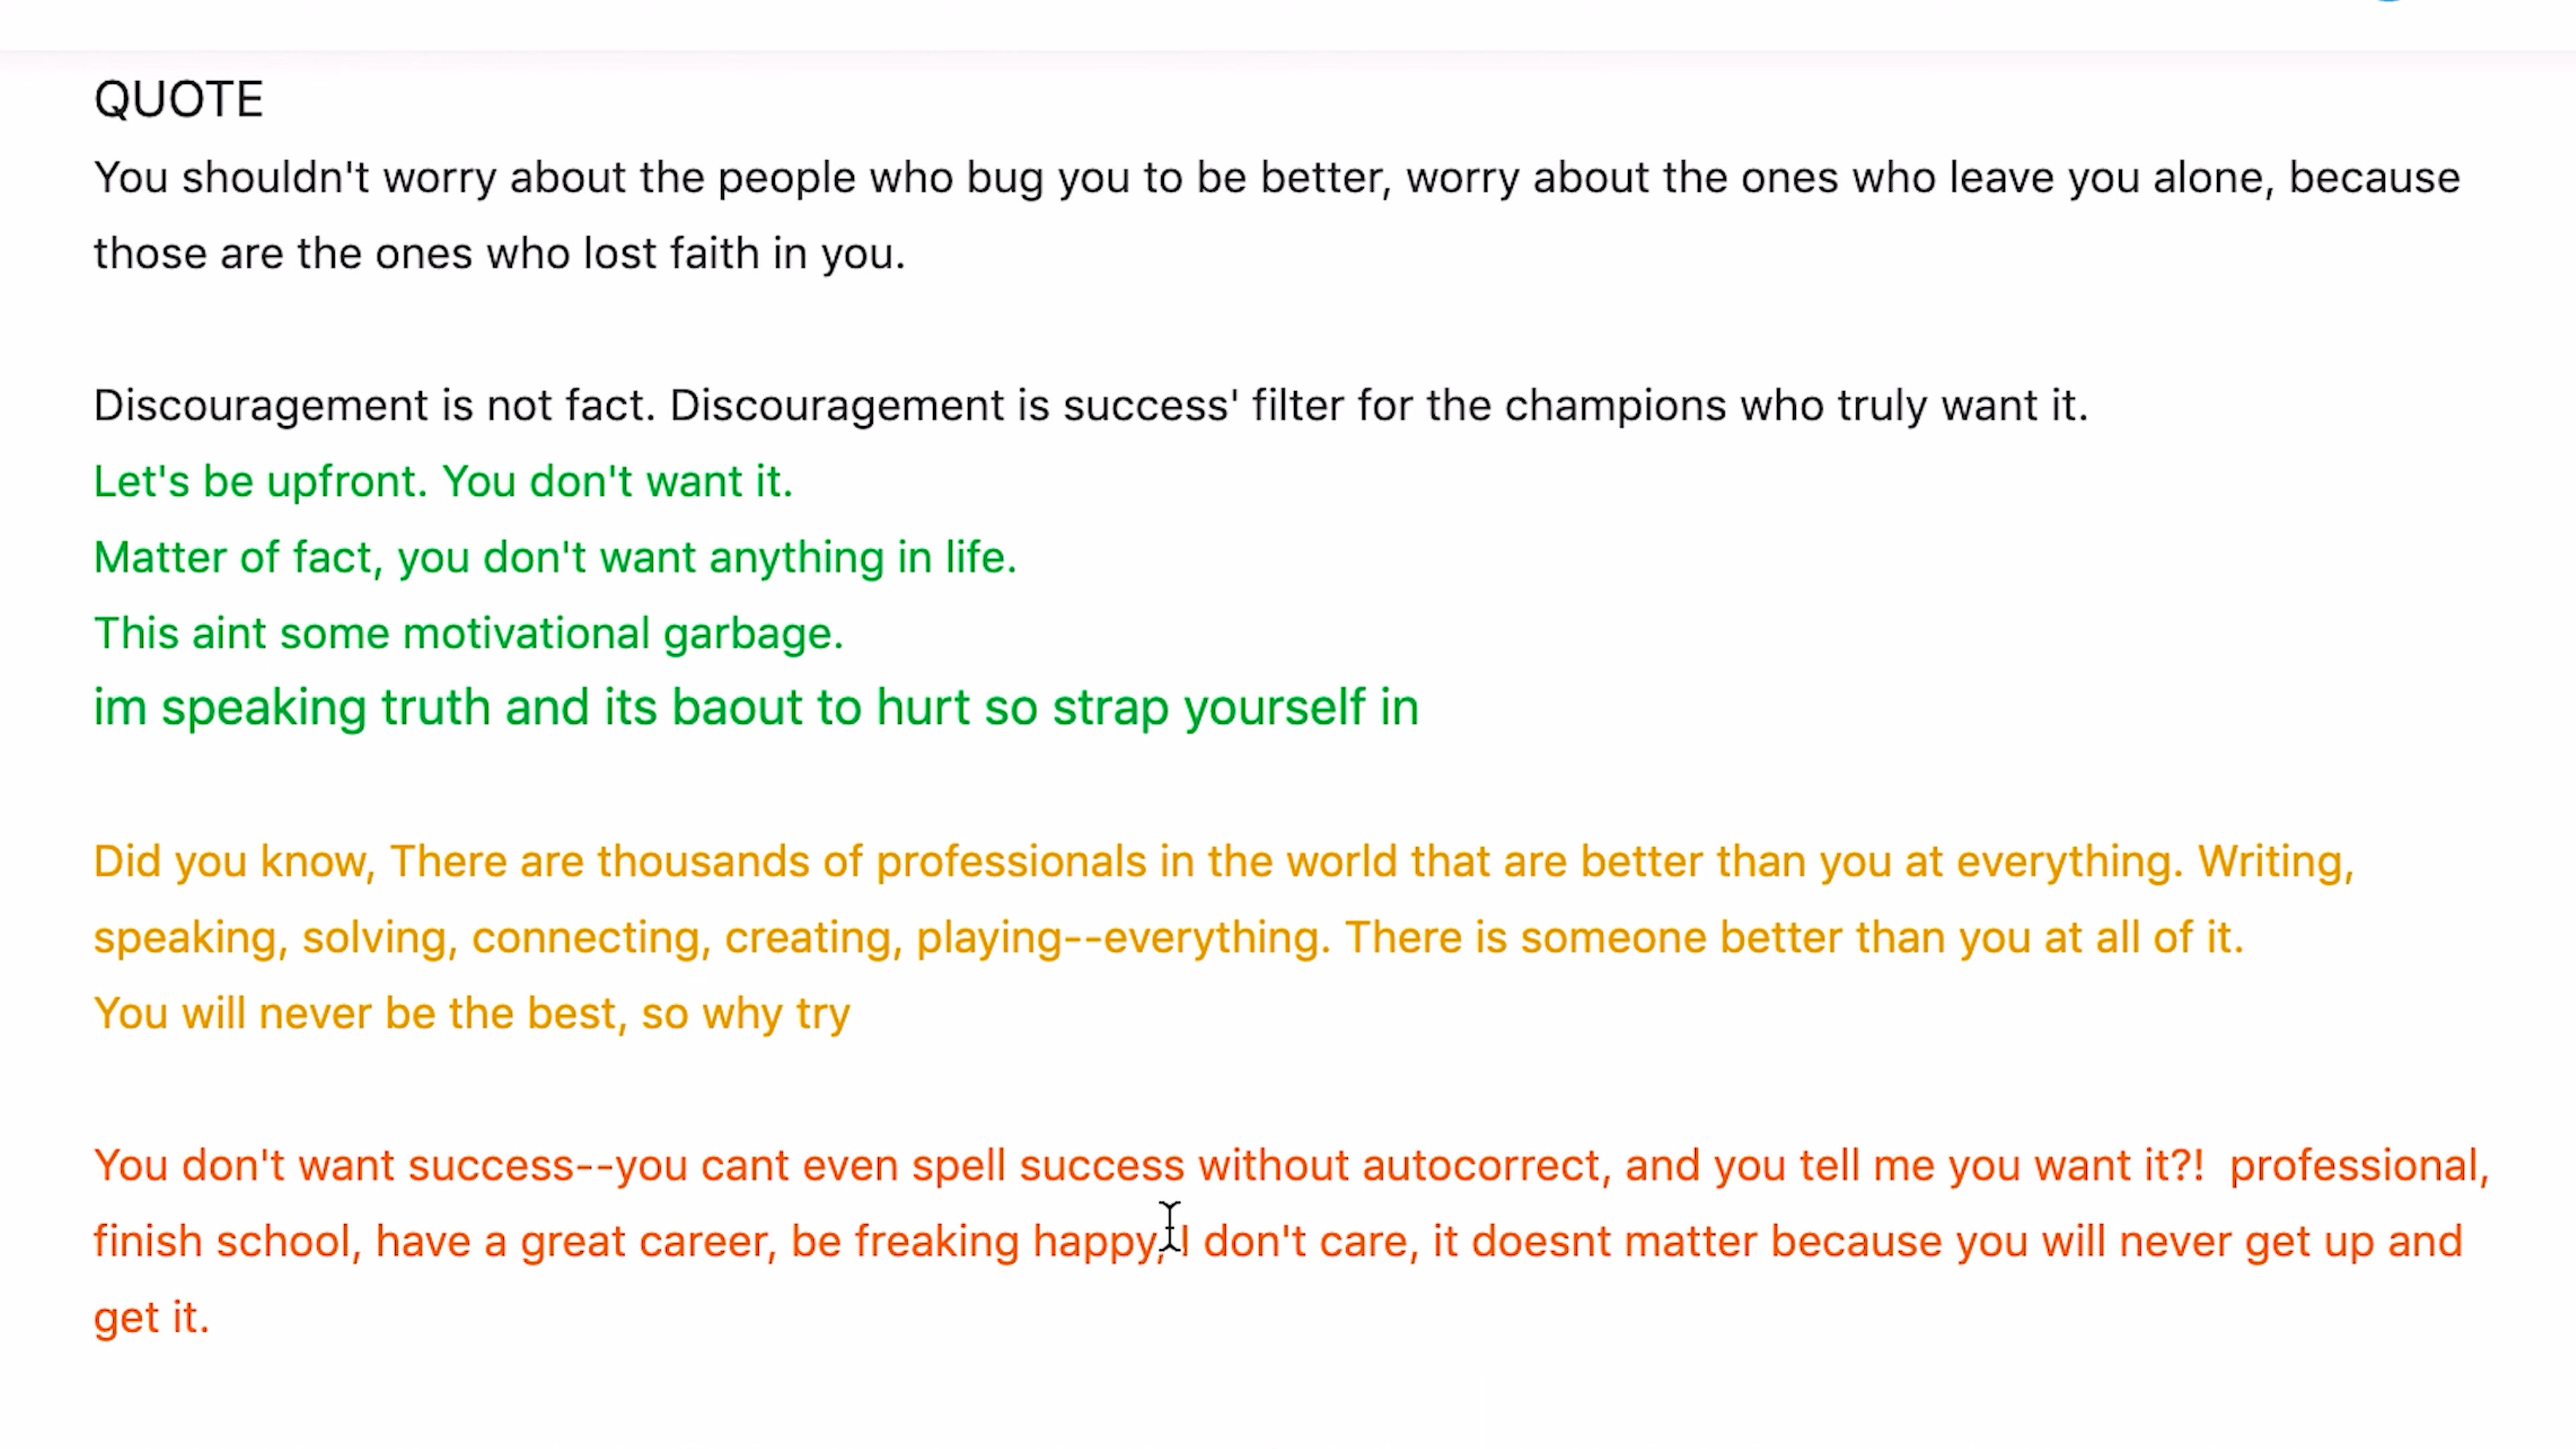 QUOTE
You shouldn't worry about the people who bug you to be better, worry about the ones who leave you alone, because
those are the ones who lost faith in you.
Discouragement is not fact. Discouragement is success' filter for the champions who truly want it.
Let's be upfront. You don't want it.
Matter of fact, you don't want anything in life.
This aint some motivational garbage.
im speaking truth and its baout to hurt so strap yourself in
Did you know, There are thousands of professionals in the world that are better than you at everything. Writing,
speaking, solving, connecting, creating, playing--everything. There is someone better than you at all of it.
You will never be the best, so why try
You don't want success--you cant even spell success without autocorrect, and you tell me you want it?!  professional,
finish school, have a great career, be freaking happy, I don't care, it doesnt matter because you will never get up and
get it.